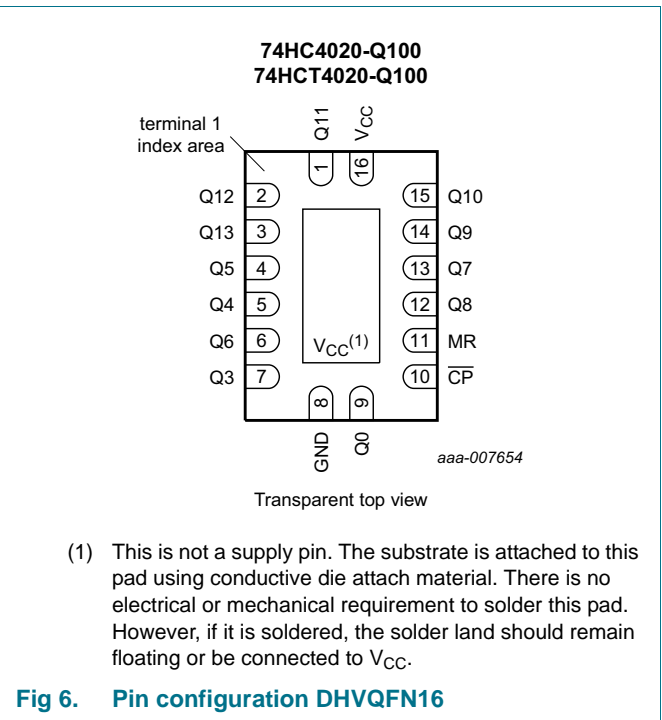 74HC4020-Q100
74HCT4020-Q100
terminal 1
index area
Q11
VCC
1
16
Q12 2
15 Q10
Q13 3
14 Q9
Q5 4
13 Q7
Q4 5
12 Q8
Q6 6
VCC(1)
11 MR
Q3 7
10 C̅P̅
8
9
GND
Q0
aaa-007654
Transparent top view
(1) This is not a supply pin. The substrate is attached to this
pad using conductive die attach material. There is no
electrical or mechanical requirement to solder this pad.
However, if it is soldered, the solder land should remain
floating or be connected to VCC.
Fig 6. Pin configuration DHVQFN16